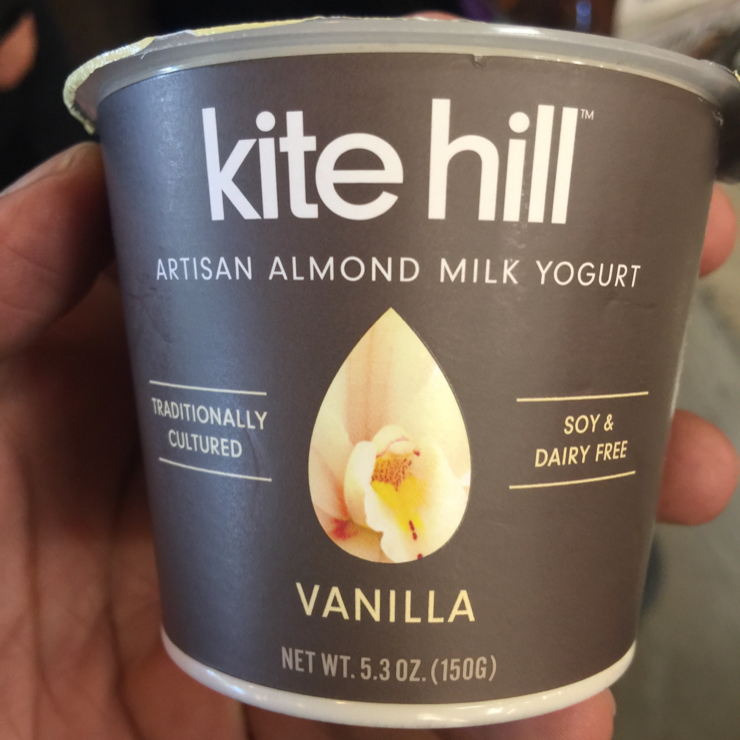 kite hill™
ARTISAN ALMOND MILK YOGURT
TRADITIONALLY
CULTURED
SOY &
DAIRY FREE
VANILLA
NET WT. 5.3 OZ. (150G)